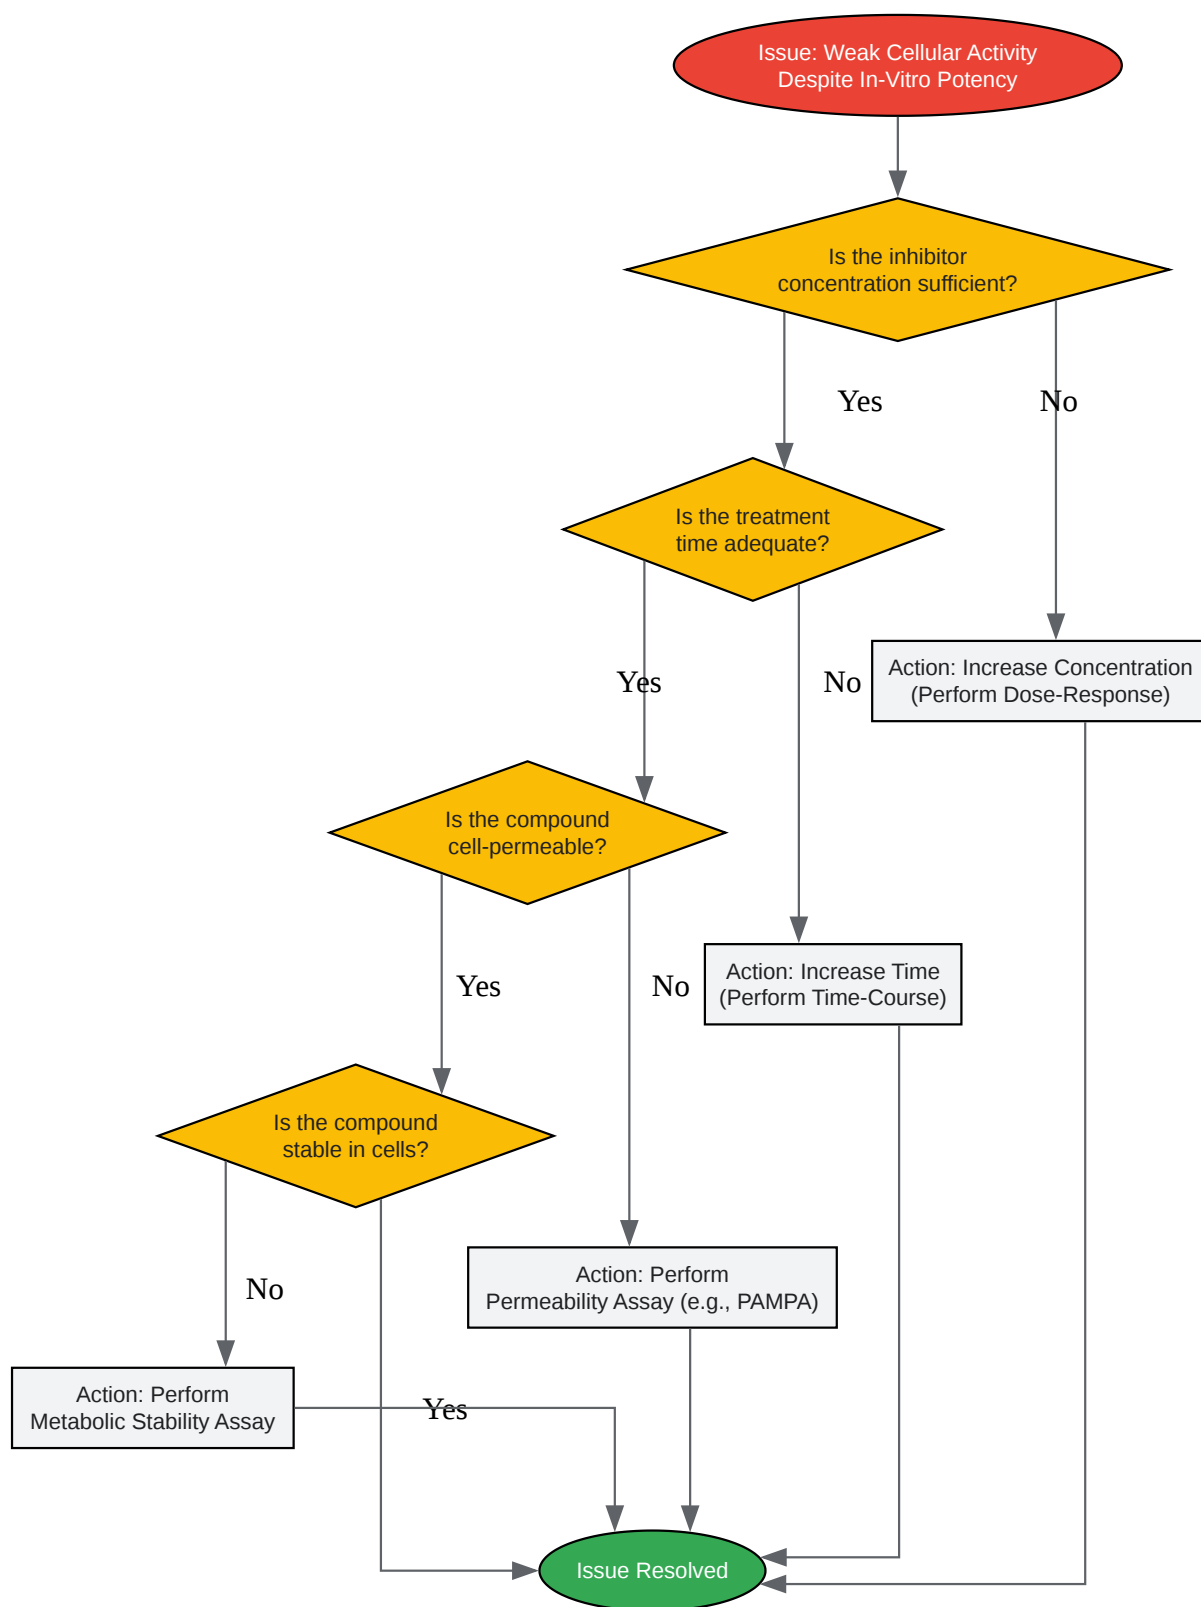 Issue: Weak Cellular Activity
Despite In-Vitro Potency
Is the inhibitor
concentration sufficient?
Yes
No
Is the treatment
time adequate?
Yes
No
Action: Increase Concentration
(Perform Dose-Response)
Is the compound
cell-permeable?
Yes
No
Action: Increase Time
(Perform Time-Course)
Is the compound
stable in cells?
No
Action: Perform
Permeability Assay (e.g., PAMPA)
Action: Perform
Metabolic Stability Assay
Yes
Issue Resolved